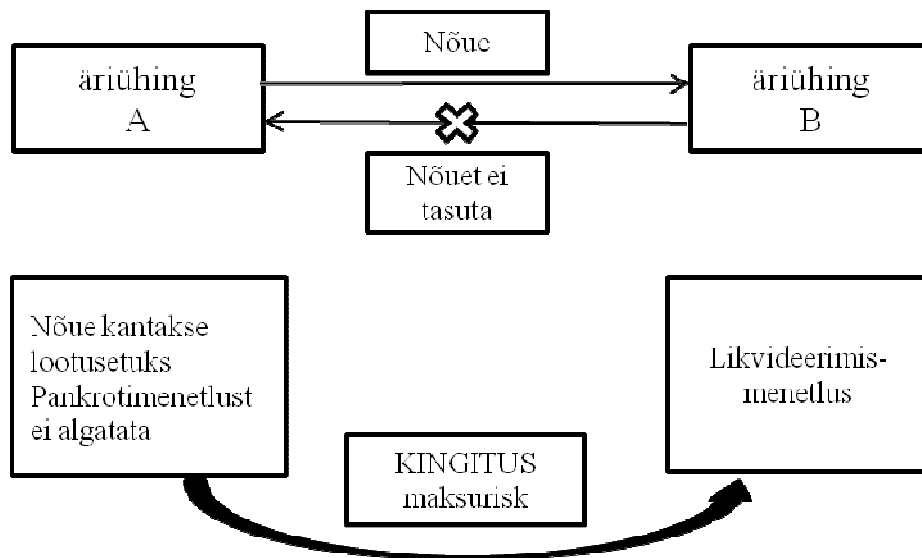 Nõue
äriühing
A
äriühing
B
Nõuet ei
tasuta
Nõue kantakse
lootusetuks
Pankrotimenetlust
ei algatata
Likvideerimis-
menetlus
KINGITUS
maksurisk